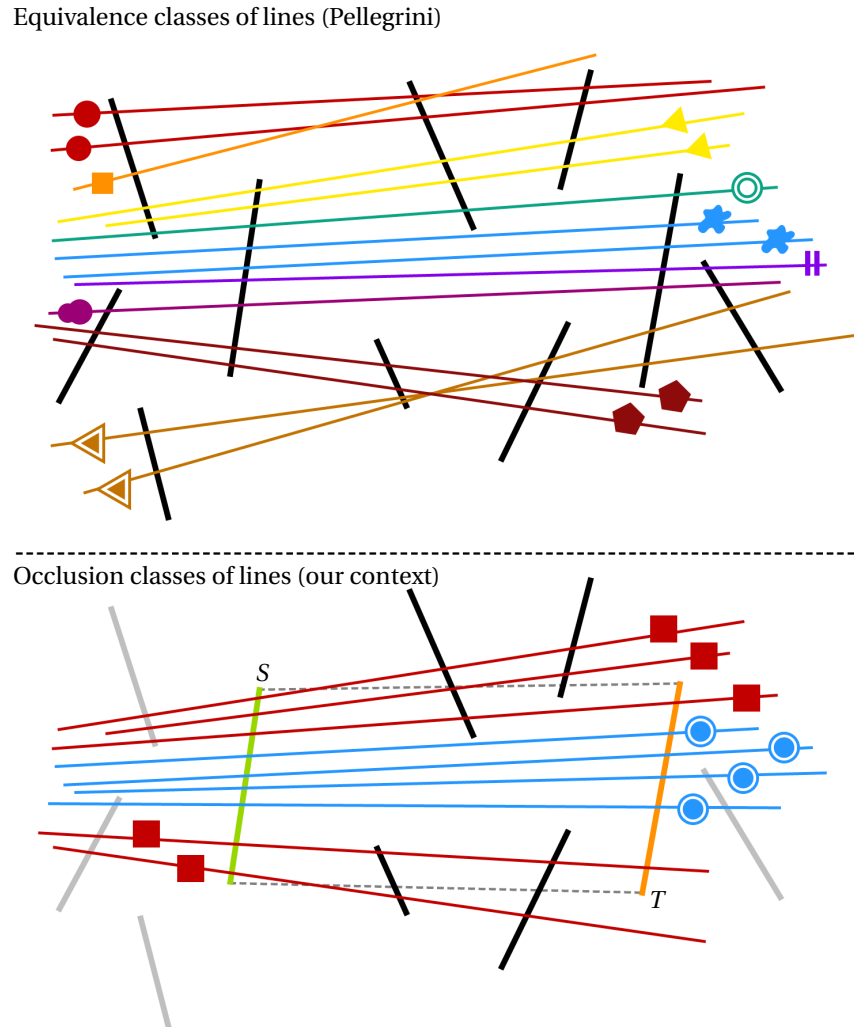 Equivalence classes of lines (Pellegrini)
Occlusion classes of lines (our context)
S
T